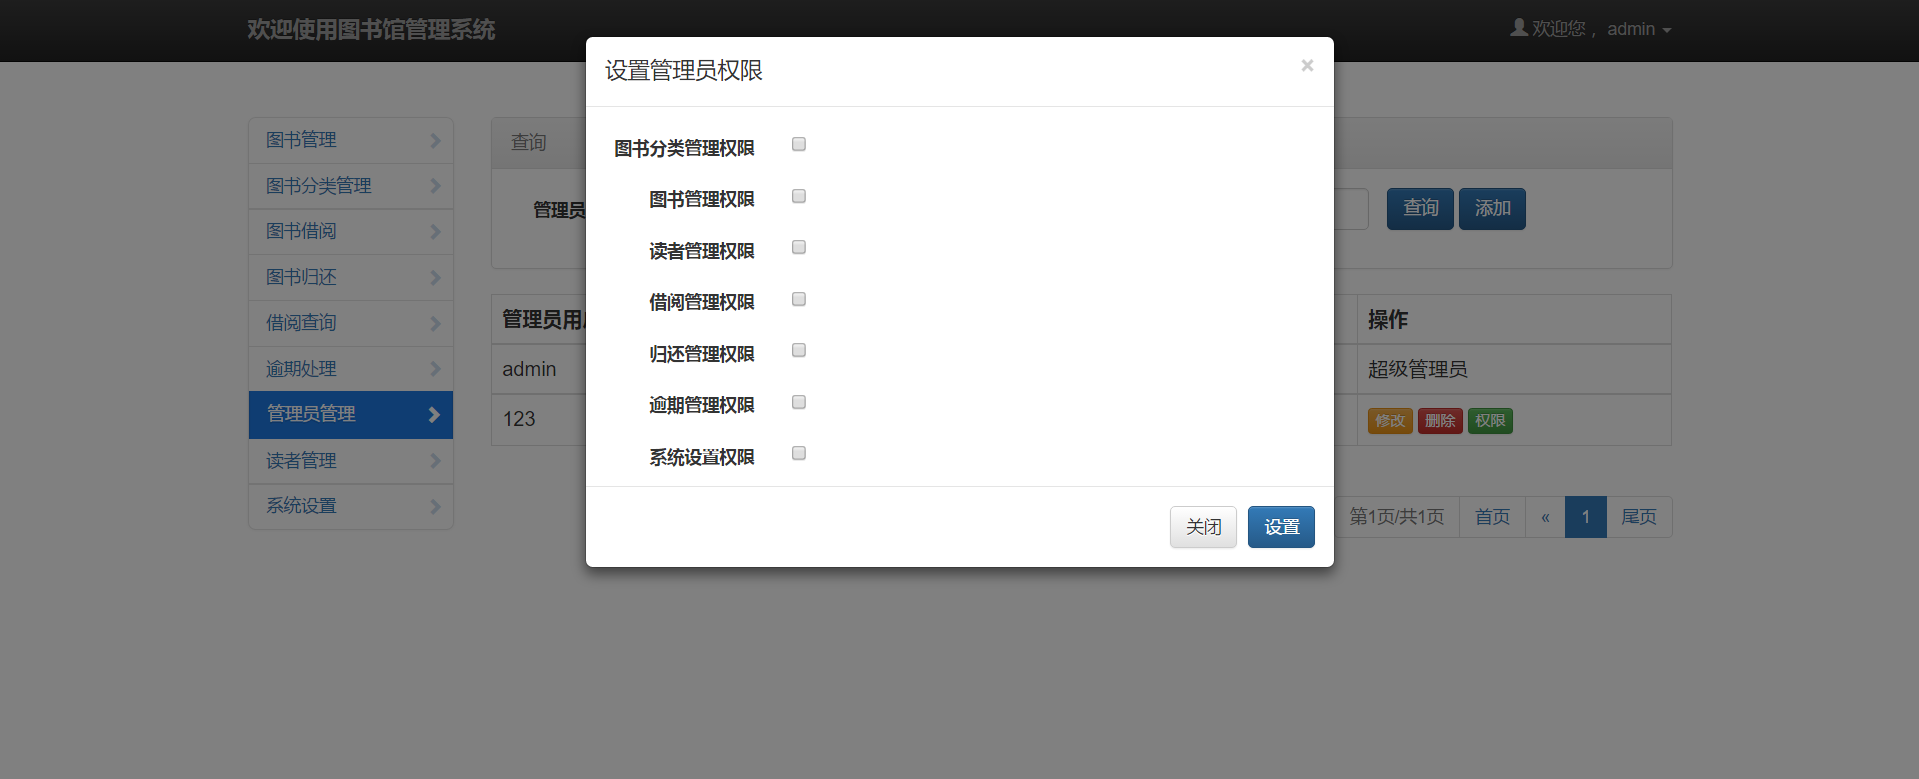 欢迎使用图书馆管理系统
欢迎您， admin
设置管理员权限
×
图书分类管理权限
图书管理权限
读者管理权限
借阅管理权限
归还管理权限
逾期管理权限
系统设置权限
关闭 设置
图书管理
图书分类管理
图书借阅
图书归还
借阅查询
逾期处理
管理员管理
读者管理
系统设置
查询
管理员
查询 添加
管理员用 操作
admin 超级管理员
123 修改 删除 权限
第1页/共1页 首页 « 1 尾页